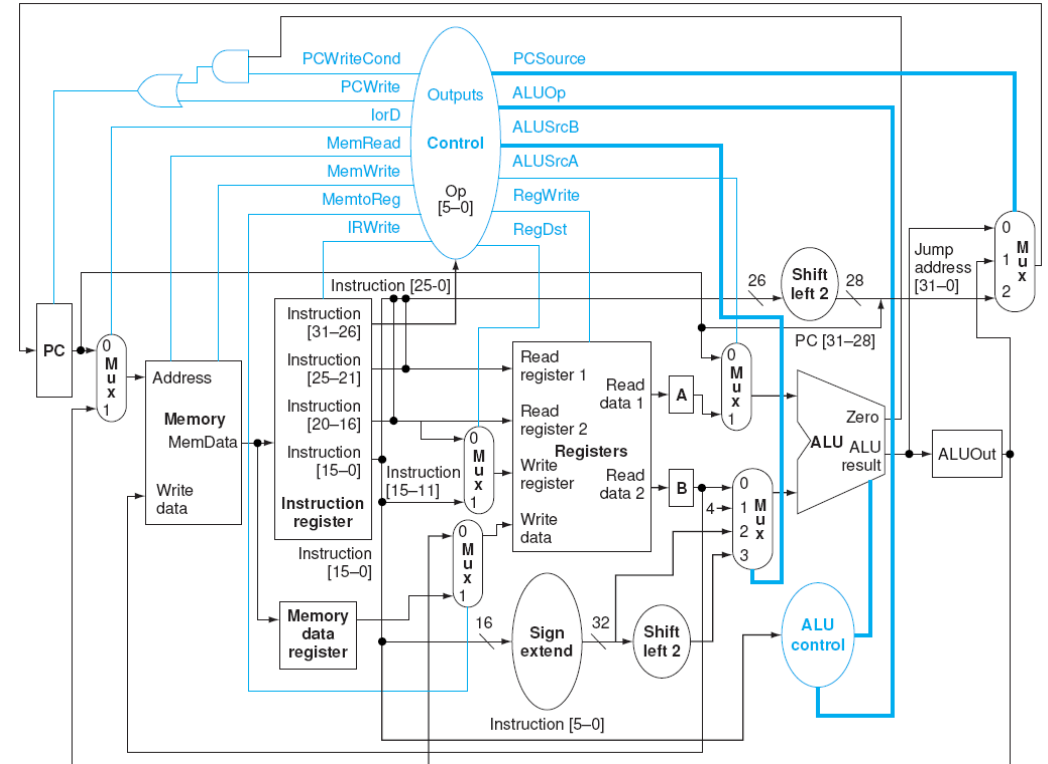 PCWriteCond
PCWrite
IorD
MemRead
MemWrite
MemtoReg
IRWrite
Outputs
Control
Op
[5–0]
PCSource
ALUOp
ALUSrcB
ALUSrcA
RegWrite
RegDst
PC
0
M
u
x
1
Address
Memory
MemData
Write
data
Instruction [25-0]
Instruction
[31–26]
Instruction
[25–21]
Instruction
[20–16]
Instruction
[15–0]
Instruction
register
Instruction
[15–0]
Memory
data
register
Instruction
[15–11]
0
M
u
x
1
0
M
u
x
1
Read
register 1
Read
register 2
Registers
Write
register
Write
data
Read
data 1
Read
data 2
16
Sign
extend
32
Shift
left 2
Instruction [5–0]
A
B
0
M
u
x
1
4
0
1
2
3
M
u
x
26
Shift
left 2
28
Jump
address
[31–0]
PC [31–28]
Zero
ALU
ALU
result
ALUOut
ALU
control
0
1
2
M
u
x